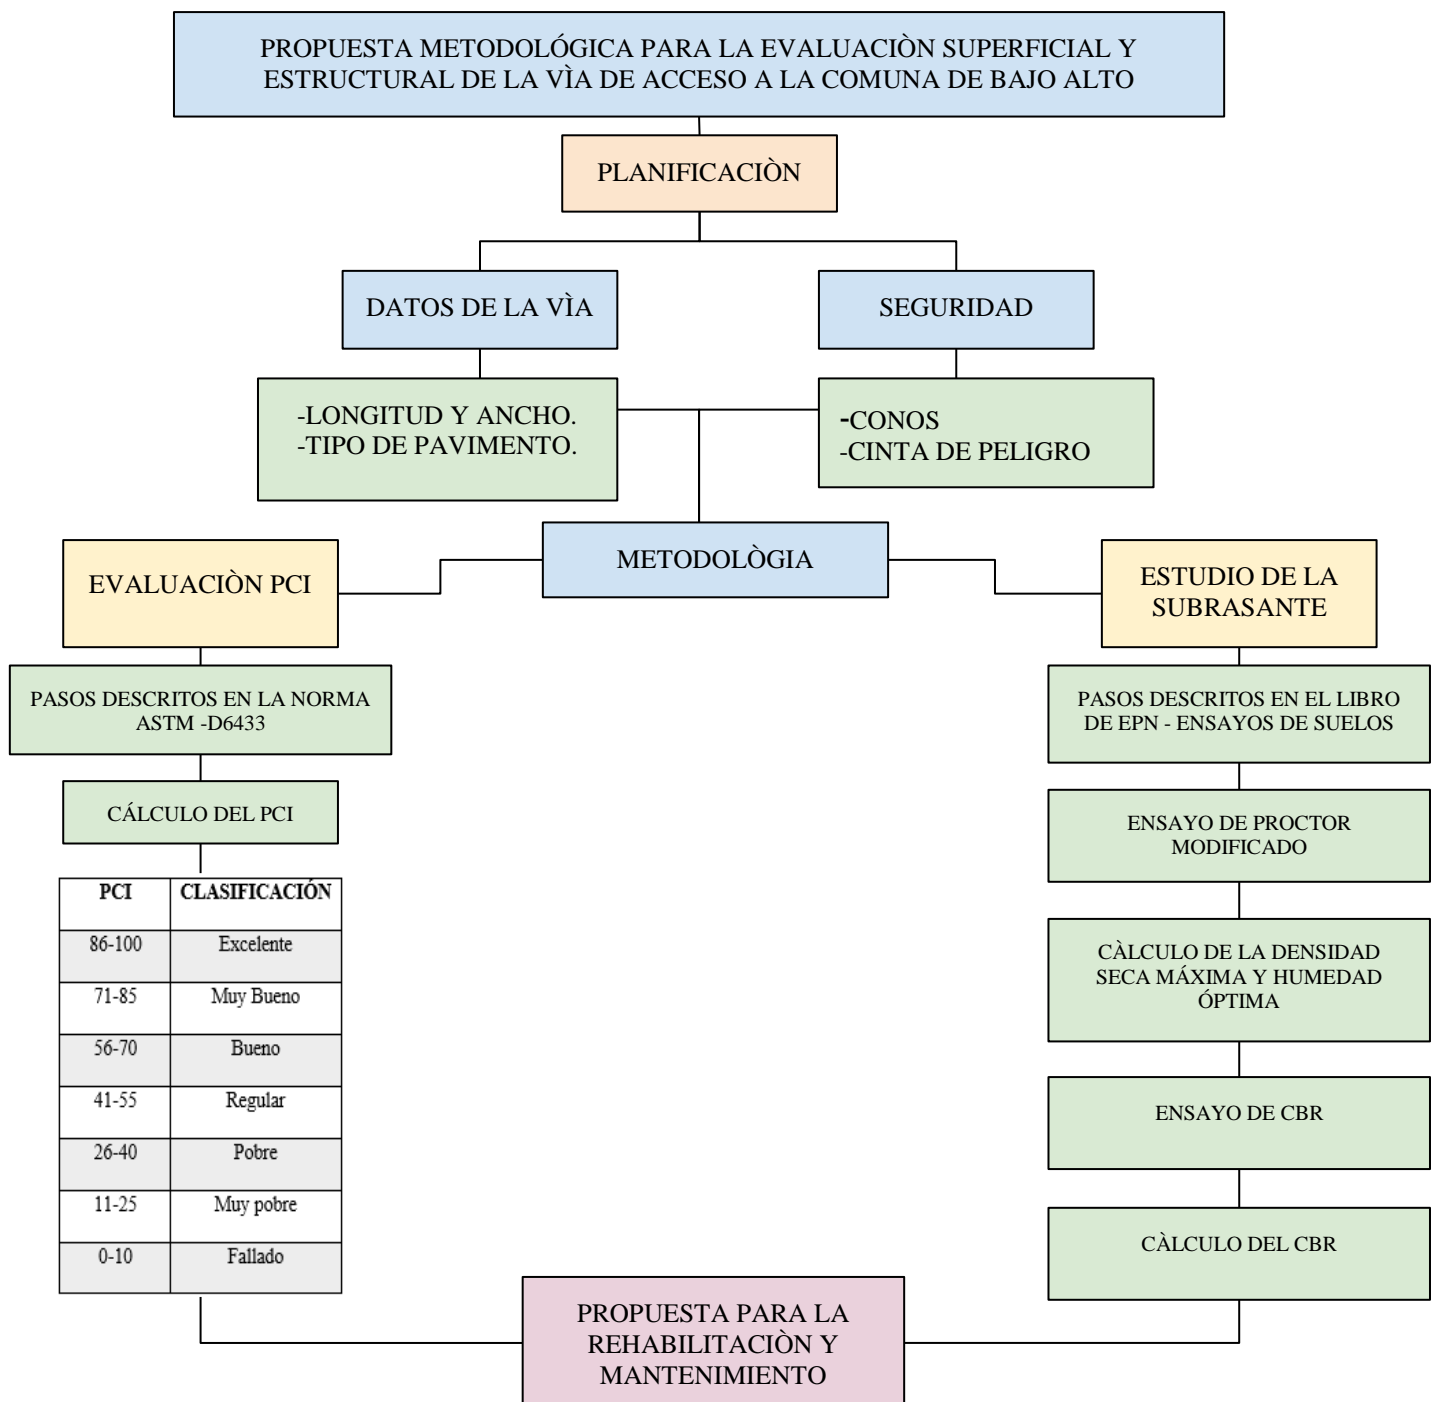 PROPUESTA METODOLÓGICA PARA LA EVALUACIÒN SUPERFICIAL Y
ESTRUCTURAL DE LA VÌA DE ACCESO A LA COMUNA DE BAJO ALTO
PLANIFICACIÒN
DATOS DE LA VÌA
SEGURIDAD
-LONGITUD Y ANCHO.
-TIPO DE PAVIMENTO.
-CONOS
-CINTA DE PELIGRO
METODOLÒGIA
EVALUACIÒN PCI
PASOS DESCRITOS EN LA NORMA
ASTM -D6433
CÁLCULO DEL PCI
PCI CLASIFICACIÓN
86-100 Excelente
71-85 Muy Bueno
56-70 Bueno
41-55 Regular
26-40 Pobre
11-25 Muy pobre
0-10 Fallado
ESTUDIO DE LA
SUBRASANTE
PASOS DESCRITOS EN EL LIBRO
DE EPN - ENSAYOS DE SUELOS
ENSAYO DE PROCTOR
MODIFICADO
CÀLCULO DE LA DENSIDAD
SECA MÁXIMA Y HUMEDAD
ÓPTIMA
ENSAYO DE CBR
CÀLCULO DEL CBR
PROPUESTA PARA LA
REHABILITACIÒN Y
MANTENIMIENTO